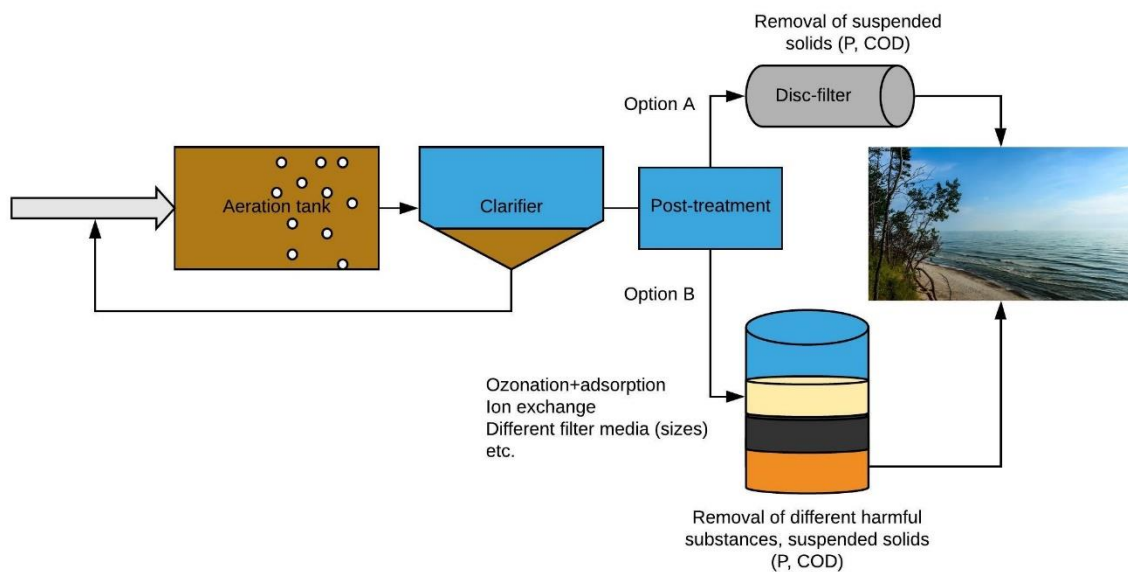 Removal of suspended
solids (P, COD)
Disc-filter
Option A
Aeration tank
Clarifier
Post-treatment
Option B
Ozonation+adsorption
Ion exchange
Different filter media (sizes)
etc.
Removal of different harmful
substances, suspended solids
(P, COD)